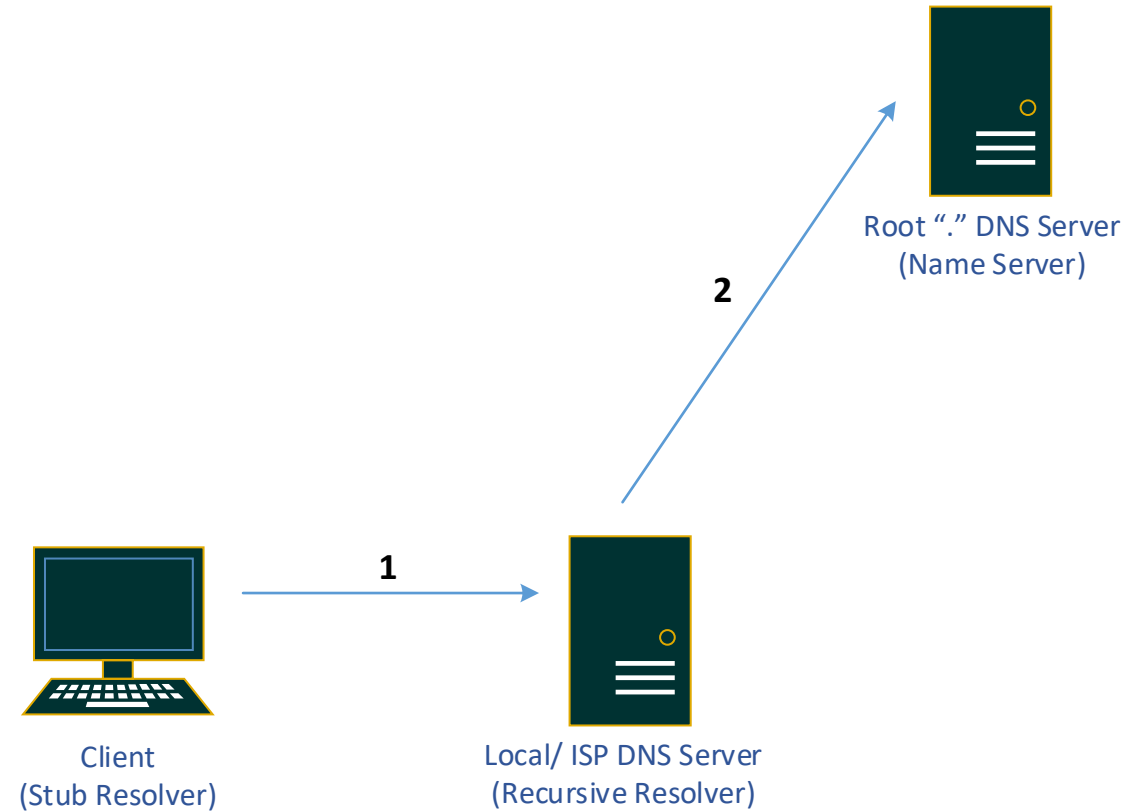 Root “.” DNS Server
(Name Server)
2
1
Client
(Stub Resolver)
Local/ ISP DNS Server
(Recursive Resolver)